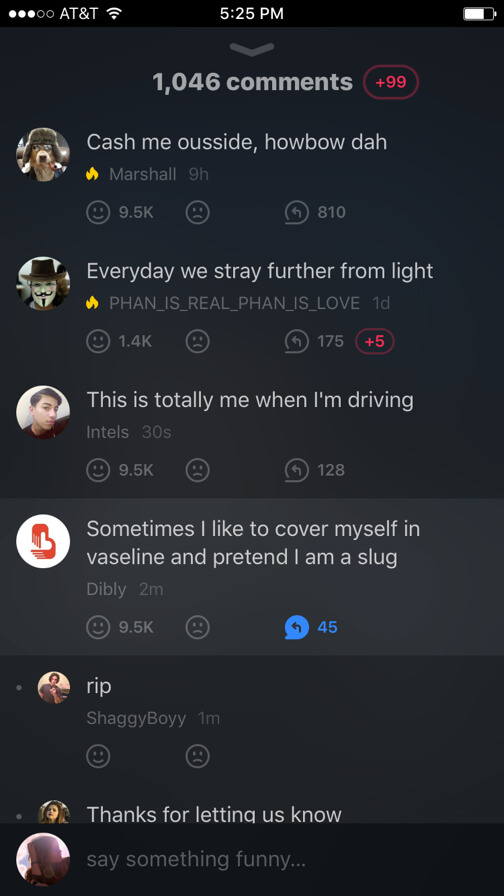 AT&T 5:25 PM
1,046 comments +99
Cash me ousside, howbow dah
Marshall 9h
9.5K 810
Everyday we stray further from light
PHAN_IS_REAL_PHAN_IS_LOVE 1d
1.4K 175 +5
This is totally me when I'm driving
Intels 30s
9.5K 128
Sometimes I like to cover myself in
vaseline and pretend I am a slug
Dibly 2m
9.5K 45
rip
ShaggyBoyy 1m
Thanks for letting us know
say something funny...